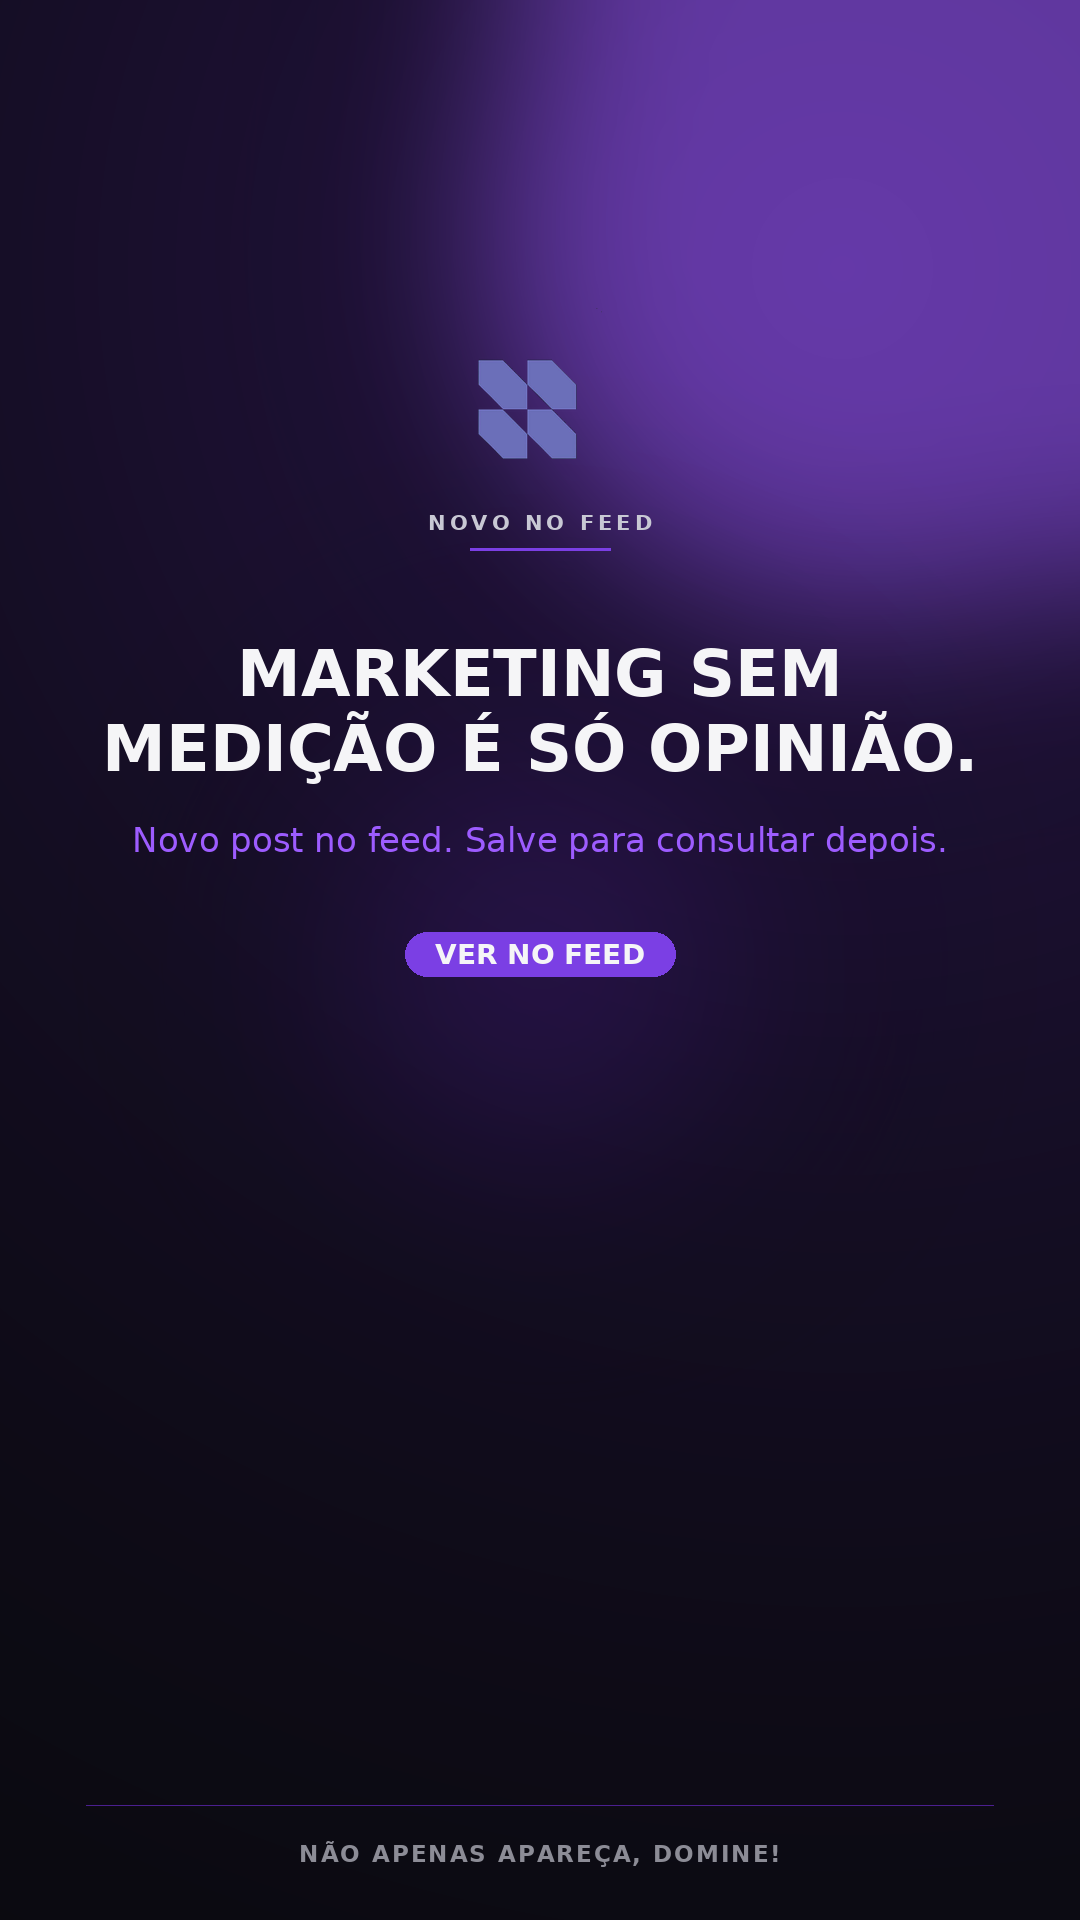 NOVO NO FEED
MARKETING SEM
MEDIÇÃO É SÓ OPINIÃO.
Novo post no feed. Salve para consultar depois.
VER NO FEED
NÃO APENAS APAREÇA, DOMINE!